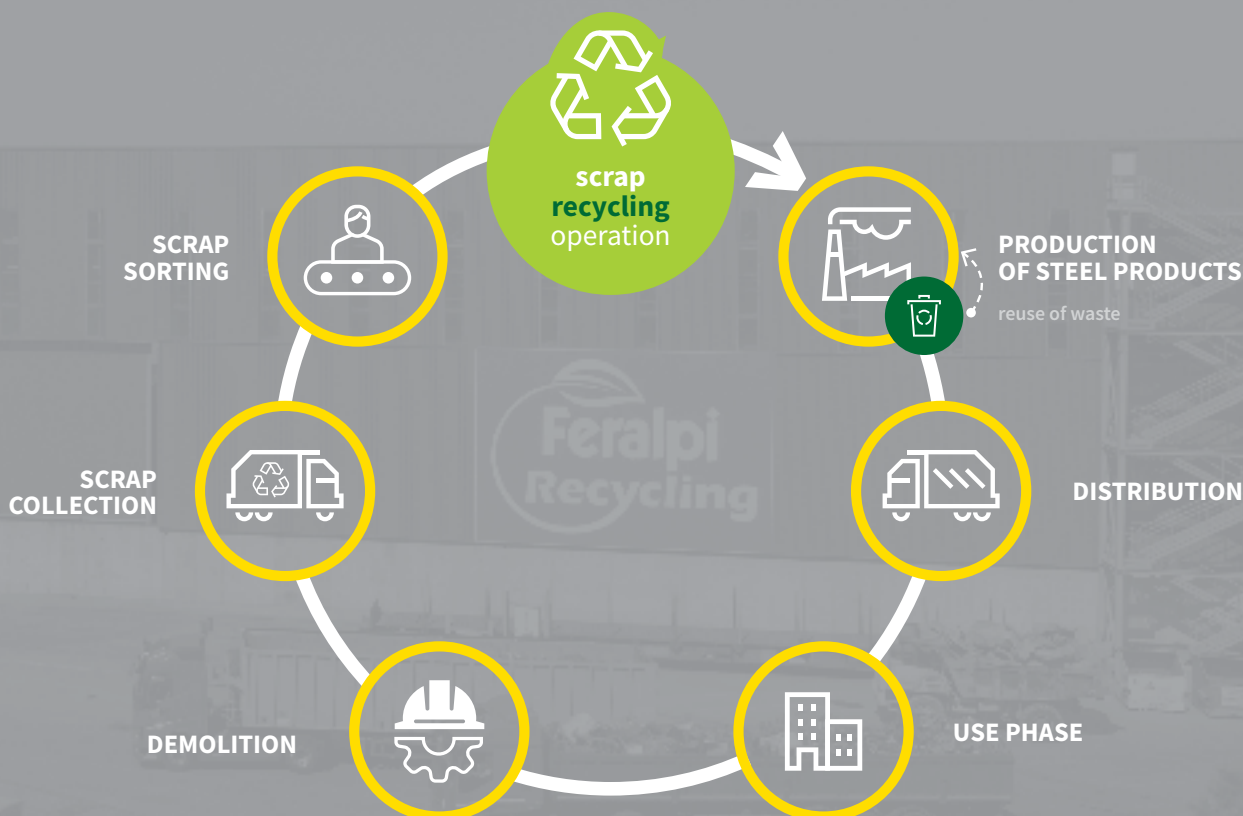 scrap
recycling
operation
SCRAP
SORTING
PRODUCTION
OF STEEL PRODUCTS
reuse of waste
Feralpi
Recycling
SCRAP
COLLECTION
DISTRIBUTION
DEMOLITION
USE PHASE